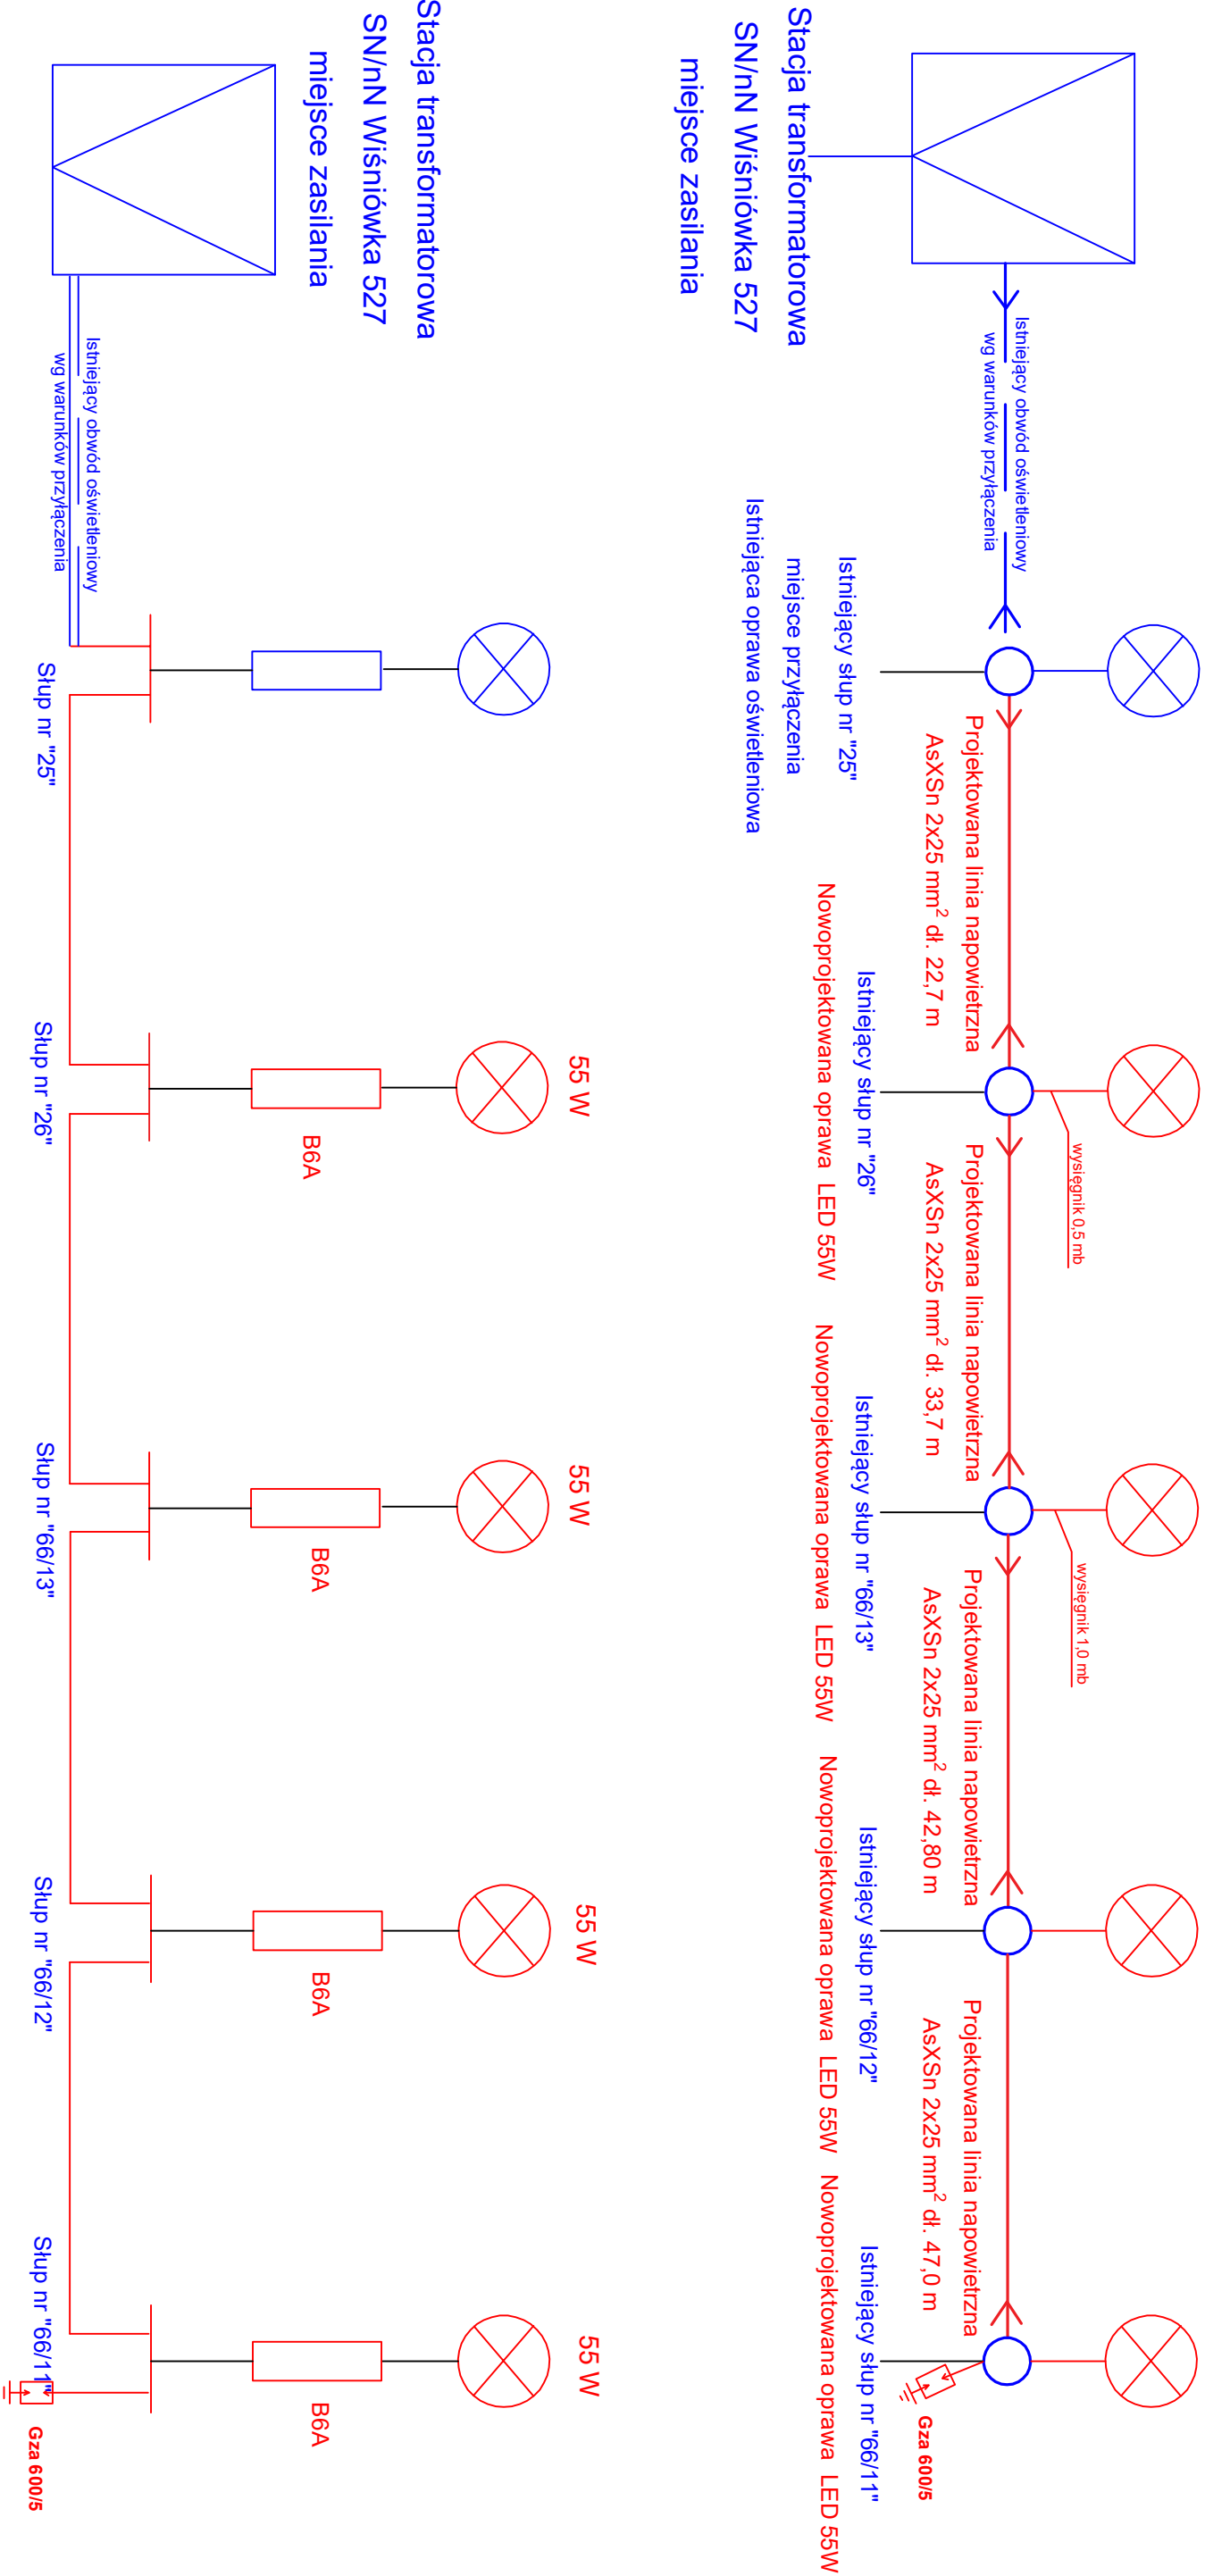 Stacja transformatorowa
SN/nN Wiśniówka 527
miejsce zasilania
Istniejący obwód oświetleniowy
wg warunków przyłączenia
Istniejący słup nr "25"
miejsce przyłączenia
Istniejąca oprawa oświetleniowa
Projektowana linia napowietrzna
AsXSn 2x25 mm² dł. 22,7 m
wysięgnik 0,5 mb
Istniejący słup nr "26"
Nowoprojektowana oprawa LED 55W
Projektowana linia napowietrzna
AsXSn 2x25 mm² dł. 33,7 m
wysięgnik 1,0 mb
Istniejący słup nr "66/13"
Nowoprojektowana oprawa LED 55W
Projektowana linia napowietrzna
AsXSn 2x25 mm² dł. 42,80 m
Istniejący słup nr "66/12"
Nowoprojektowana oprawa LED 55W
Projektowana linia napowietrzna
AsXSn 2x25 mm² dł. 47,0 m
Istniejący słup nr "66/11"
Nowoprojektowana oprawa LED 55W
Gza 600/5
Stacja transformatorowa
SN/nN Wiśniówka 527
miejsce zasilania
Istniejący obwód oświetleniowy
wg warunków przyłączenia
Słup nr "25"
55 W
B6A
Słup nr "26"
55 W
B6A
Słup nr "66/13"
55 W
B6A
Słup nr "66/12"
55 W
B6A
Słup nr "66/11"
Gza 600/5